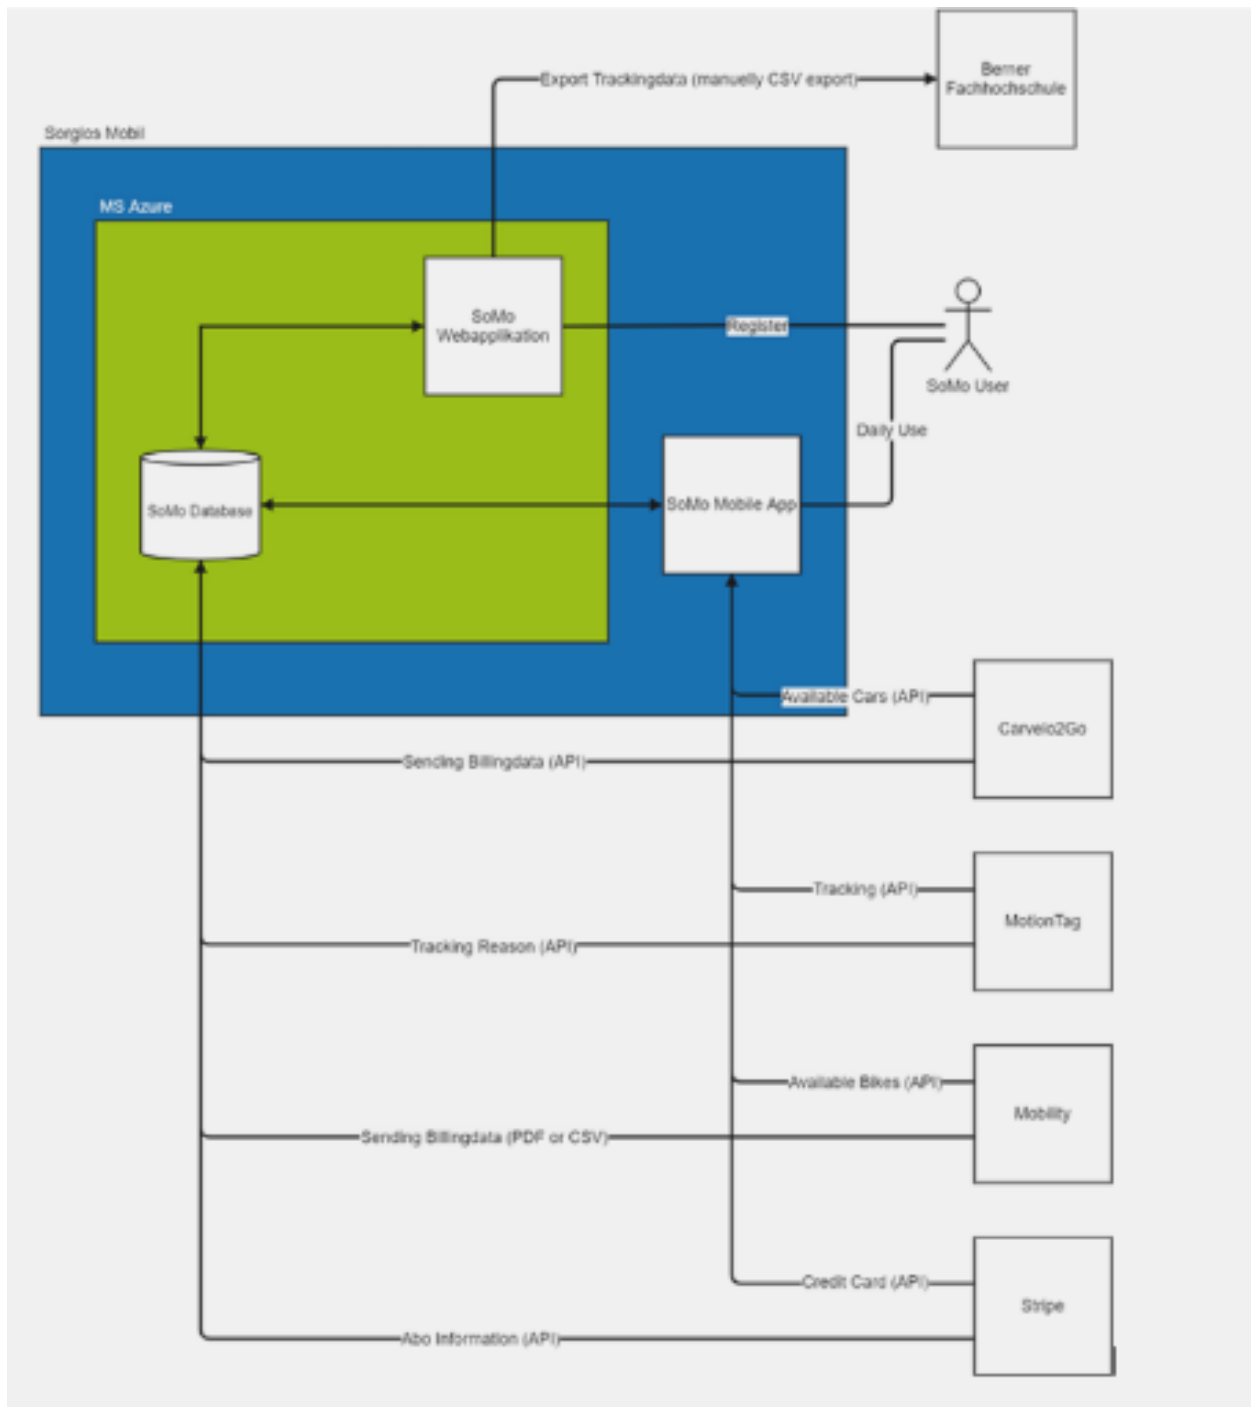 Berner
Fachhochschule
Export Trackingdata (manuelly CSV export)
Sorglos Mobil
MS Azure
SoMo
Webapplikation
Register
SoMo User
Daily Use
SoMo Database
SoMo Mobile App
Available Cars (API)
Carvelo2Go
Sending Billingdata (API)
Tracking (API)
MotionTag
Tracking Reason (API)
Available Bikes (API)
Mobility
Sending Billingdata (PDF or CSV)
Credit Card (API)
Stripe
Abo Information (API)